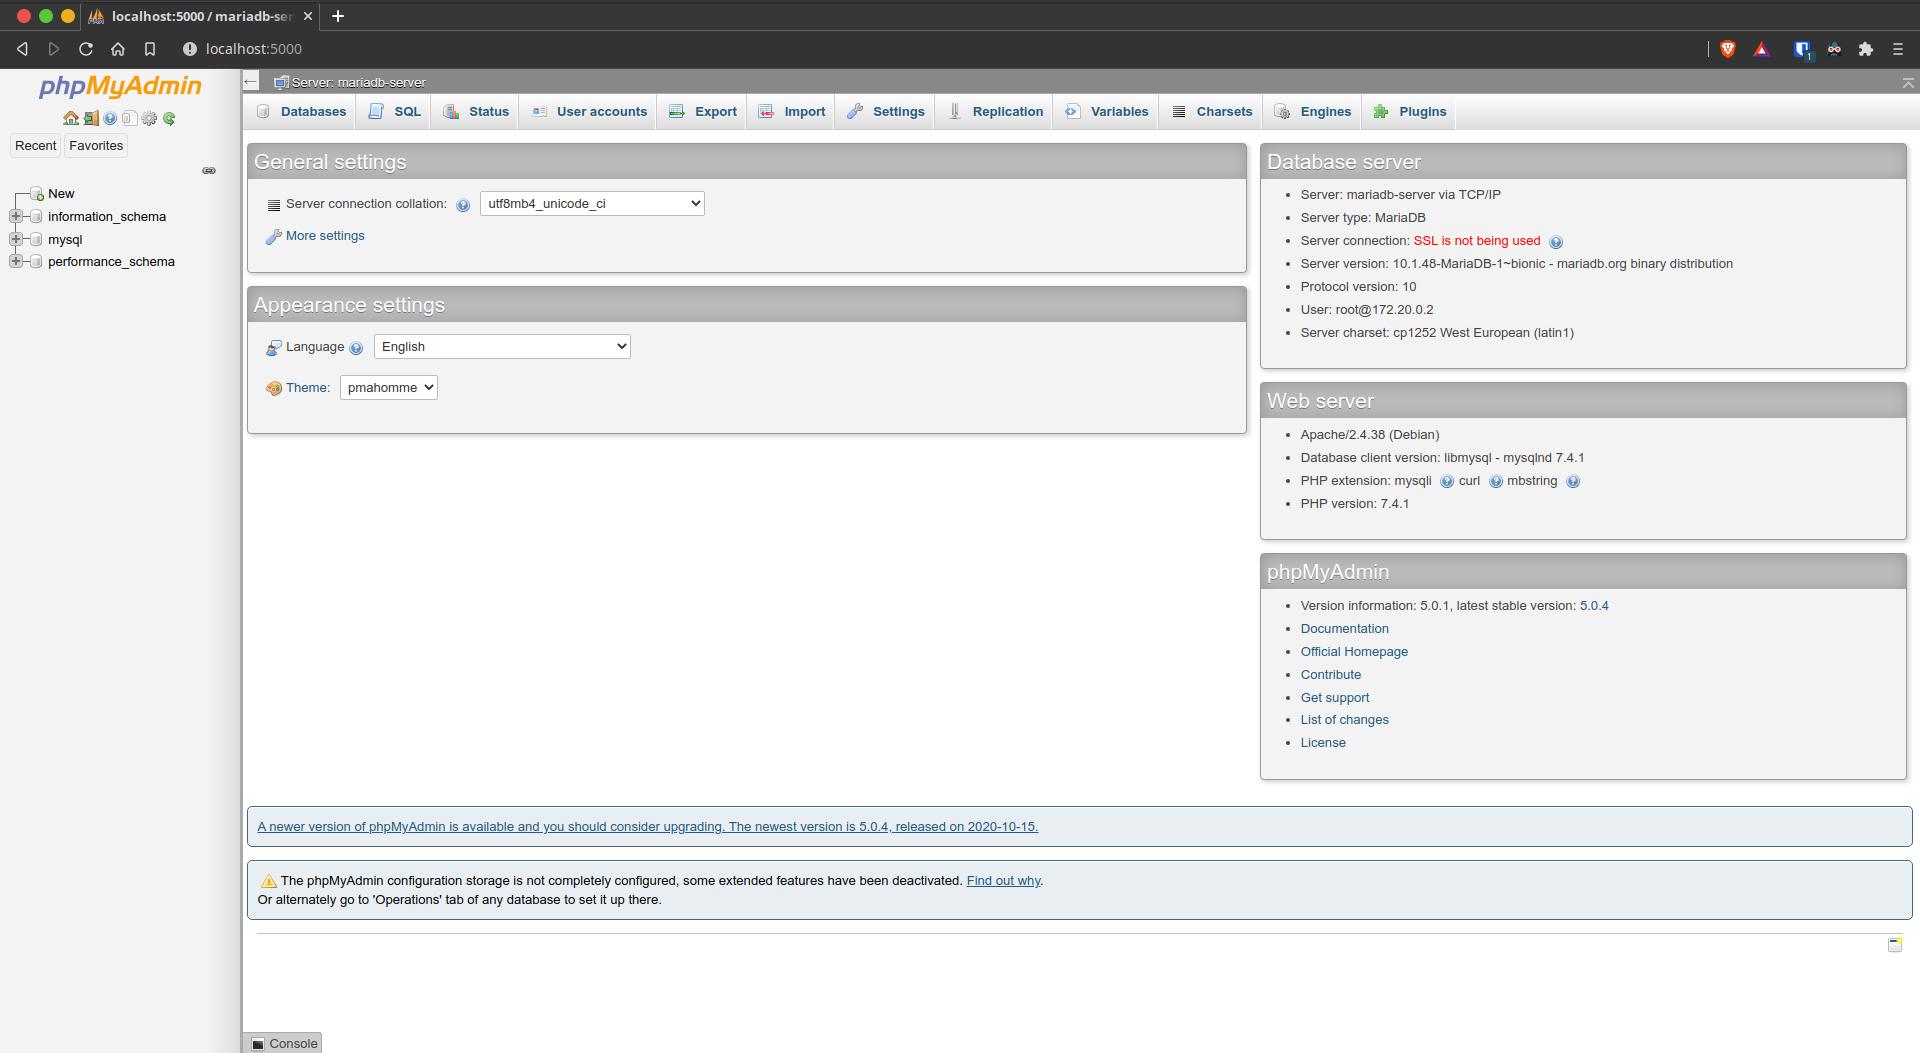 localhost:5000 / mariadb-ser
localhost:5000
1
phpMyAdmin
Recent Favorites
New
information_schema
mysql
performance_schema
Server: mariadb-server
Databases SQL Status User accounts Export Import Settings Replication Variables Charsets Engines Plugins
General settings
Server connection collation: utf8mb4_unicode_ci
More settings
Appearance settings
Language English
Theme: pmahomme
Database server
Server: mariadb-server via TCP/IP
Server type: MariaDB
Server connection: SSL is not being used
Server version: 10.1.48-MariaDB-1~bionic - mariadb.org binary distribution
Protocol version: 10
User: root@172.20.0.2
Server charset: cp1252 West European (latin1)
Web server
Apache/2.4.38 (Debian)
Database client version: libmysql - mysqlnd 7.4.1
PHP extension: mysqli curl mbstring
PHP version: 7.4.1
phpMyAdmin
Version information: 5.0.1, latest stable version: 5.0.4
Documentation
Official Homepage
Contribute
Get support
List of changes
License
A newer version of phpMyAdmin is available and you should consider upgrading. The newest version is 5.0.4, released on 2020-10-15.
The phpMyAdmin configuration storage is not completely configured, some extended features have been deactivated. Find out why.
Or alternately go to 'Operations' tab of any database to set it up there.
Console